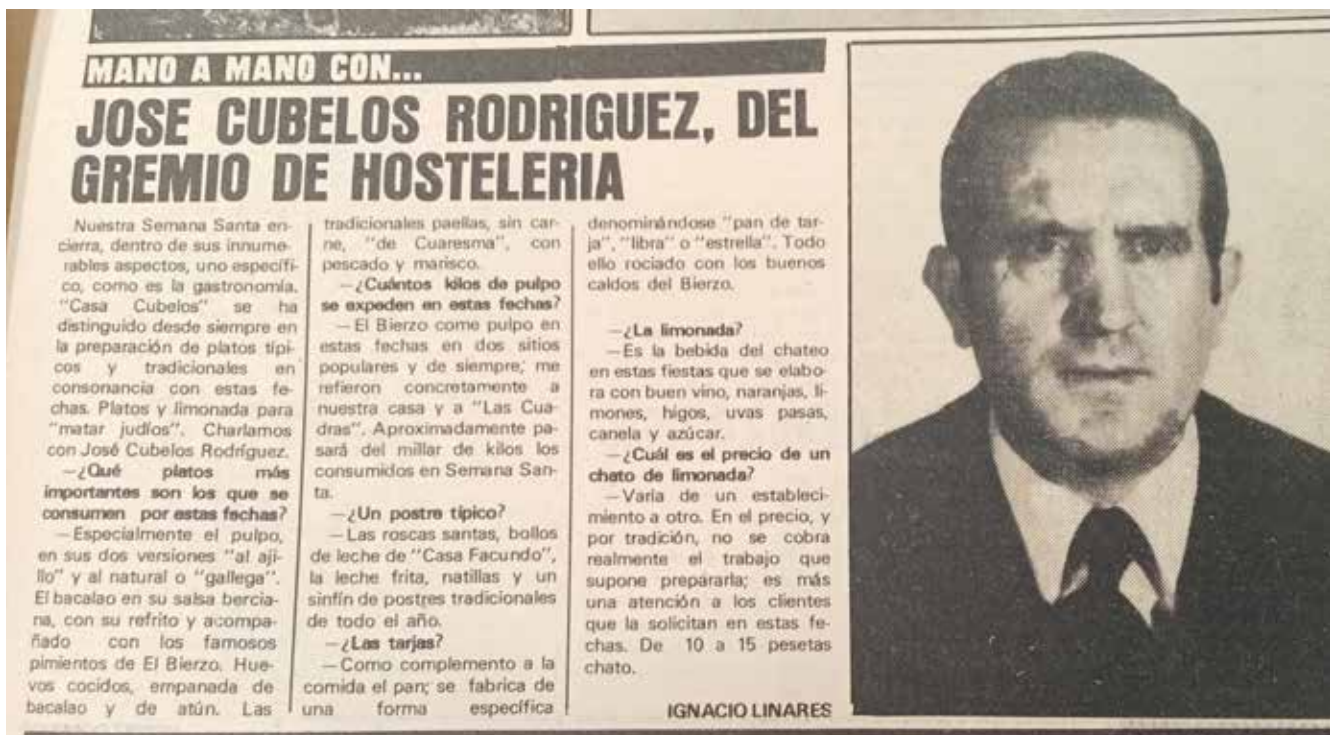 MANO A MANO CON...
JOSE CUBELOS RODRIGUEZ, DEL
GREMIO DE HOSTELERIA
Nuestra Semana Santa en-
cierra, dentro de sus innume-
rables aspectos, uno específi-
co, como es la gastronomía.
"Casa Cubelos" se ha
distinguido desde siempre en
la preparación de platos típi-
cos y tradicionales en
consonancia con estas fe-
chas. Platos y limonada para
"matar judíos". Charlamos
con José Cubelos Rodríguez.
—¿Qué platos más
importantes son los que se
consumen por estas fechas?
—Especialmente el pulpo,
en sus dos versiones "al aji-
llo" y al natural o "gallega".
El bacalao en su salsa bercia-
na, con su refrito y acompa-
ñado con los famosos
pimientos de El Bierzo. Hue-
vos cocidos, empanada de
bacalao y de atún. Las
tradicionales paellas, sin car-
ne, "de Cuaresma", con
pescado y marisco.
—¿Cuántos kilos de pulpo
se expeden en estas fechas?
—El Bierzo come pulpo en
estas fechas en dos sitios
populares y de siempre; me
refieron concretamente a
nuestra casa y a "Las Cua-
dras". Aproximadamente pa-
sará del millar de kilos los
consumidos en Semana San-
ta.
—¿Un postre típico?
—Las roscas santas, bollos
de leche de "Casa Facundo",
la leche frita, natillas y un
sinfín de postres tradicionales
de todo el año.
—¿Las tarjas?
—Como complemento a la
comida el pan; se fabrica de
una forma específica
denominándose "pan de tar-
ja", "libra" o "estrella". Todo
ello rociado con los buenos
caldos del Bierzo.
—¿La limonada?
—Es la bebida del chateo
en estas fiestas que se elabo-
ra con buen vino, naranjas, li-
mones, higos, uvas pasas,
canela y azúcar.
—¿Cuál es el precio de un
chato de limonada?
—Varía de un estableci-
miento a otro. En el precio, y
por tradición, no se cobra
realmente el trabajo que
supone prepararla; es más
una atención a los clientes
que la solicitan en estas fe-
chas. De 10 a 15 pesetas
chato.
IGNACIO LINARES